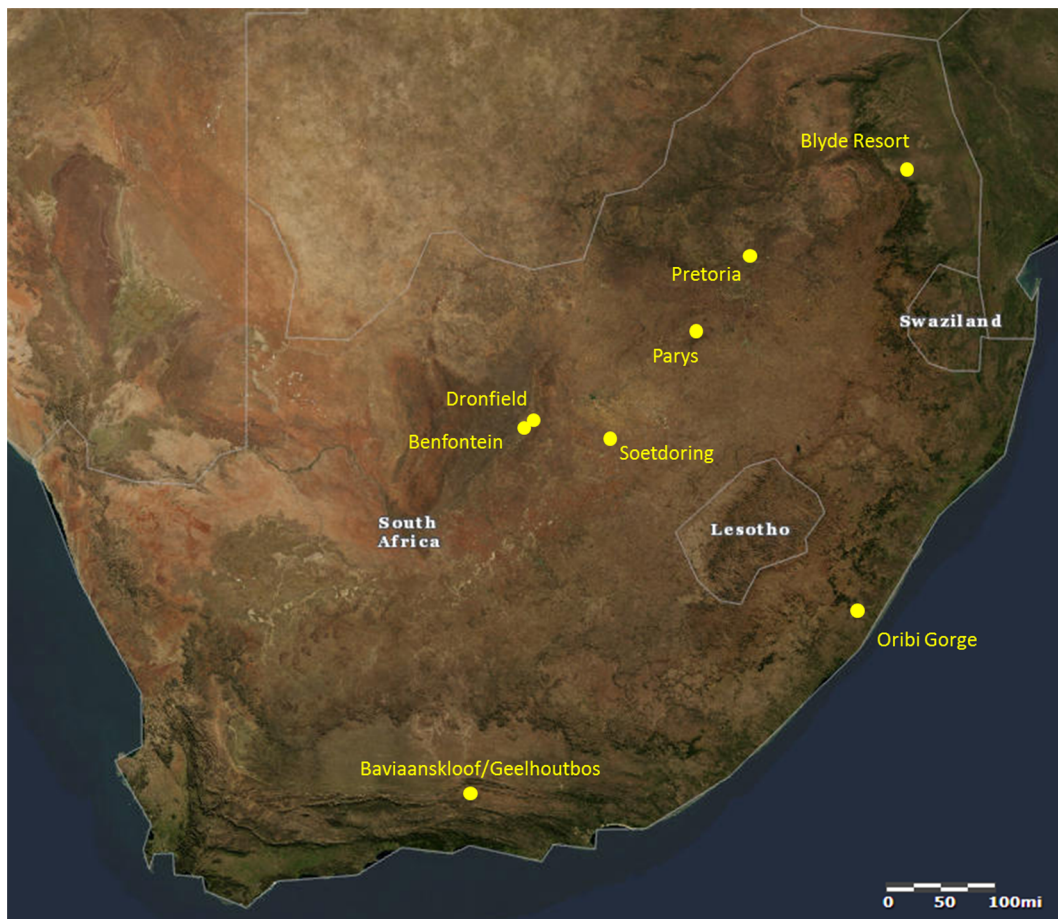 Blyde Resort
Pretoria
Swaziland
Parys
Dronfield
Benfontein
Soetdoring
South
Africa
Lesotho
Oribi Gorge
Baviaanskloof/Geelhoutbos
0 50 100mi